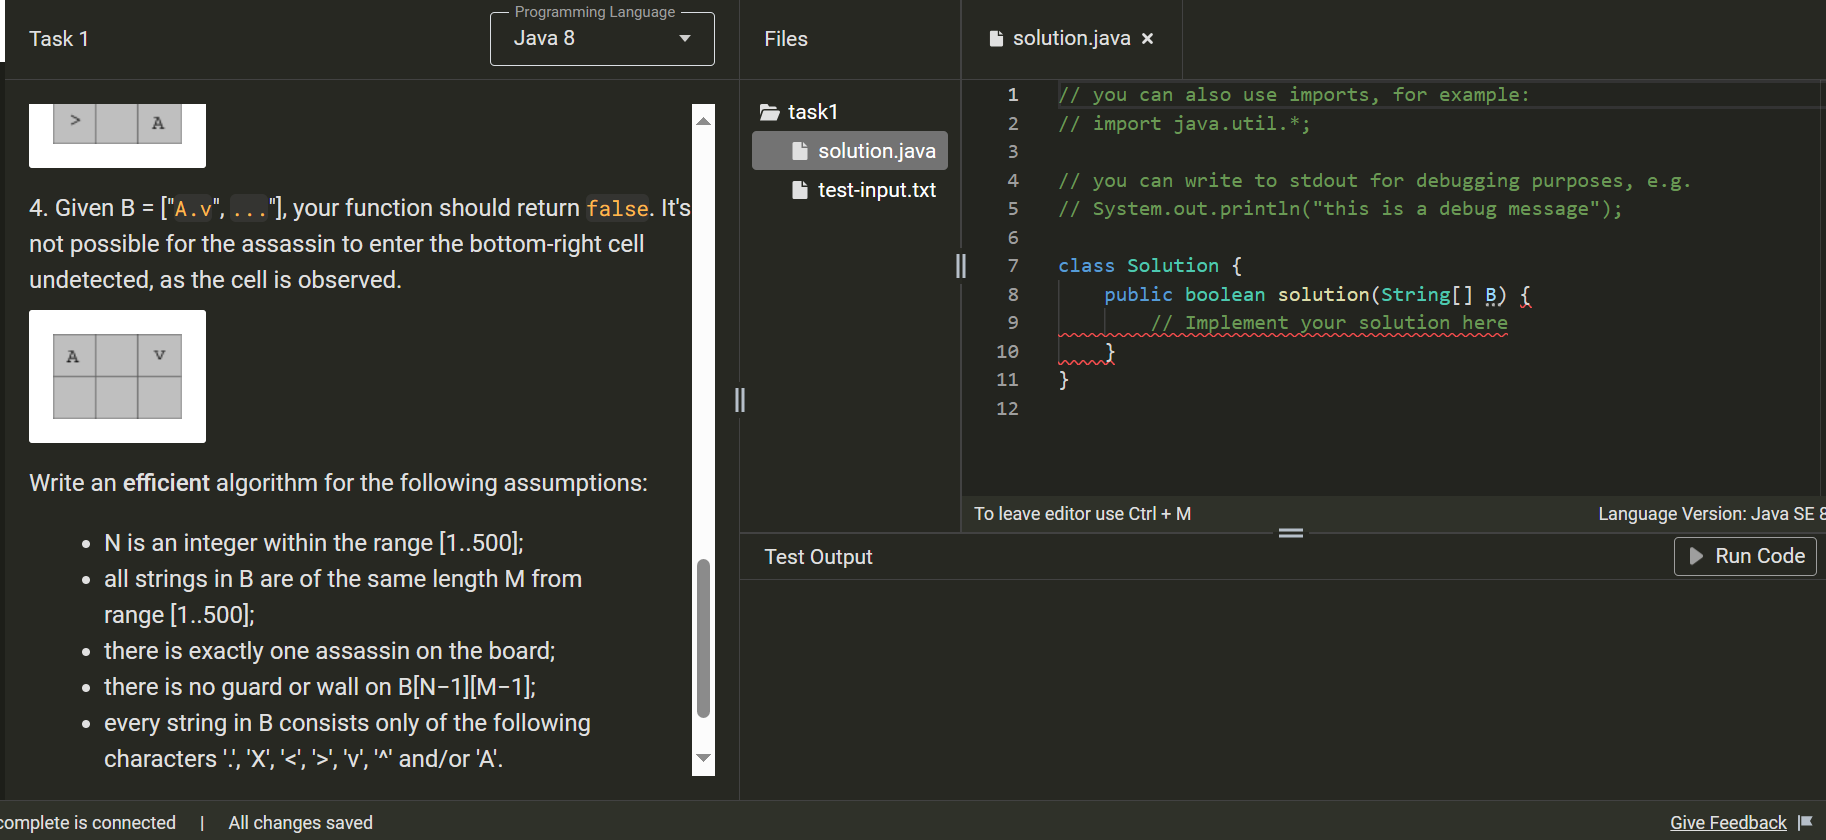 Task 1
Programming Language
Java 8
> A
4. Given B = ["A.v", ..."], your function should return false. It's
not possible for the assassin to enter the bottom-right cell
undetected, as the cell is observed.
A v
Write an efficient algorithm for the following assumptions:
• N is an integer within the range [1..500];
• all strings in B are of the same length M from
range [1..500];
• there is exactly one assassin on the board;
• there is no guard or wall on B[N−1][M−1];
• every string in B consists only of the following
characters '.', 'X', '<', '>', 'v', '^' and/or 'A'.
Files
task1
solution.java
test-input.txt
solution.java ×
1 // you can also use imports, for example:
2 // import java.util.*;
3
4 // you can write to stdout for debugging purposes, e.g.
5 // System.out.println("this is a debug message");
6
7 class Solution {
8     public boolean solution(String[] B) {
9         // Implement your solution here
10     }
11 }
12
To leave editor use Ctrl + M
Language Version: Java SE 8
Test Output
Run Code
complete is connected | All changes saved
Give Feedback